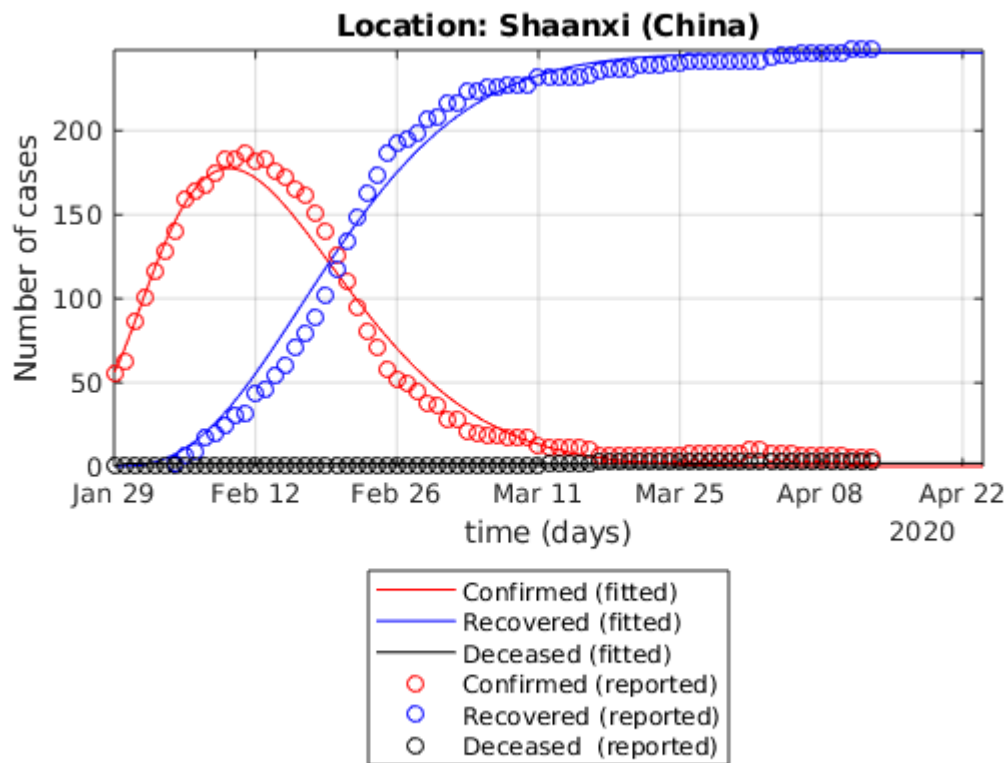 Location: Shaanxi (China)
Number of cases
200
150
100
50
0
Jan 29 Feb 12 Feb 26 Mar 11 Mar 25 Apr 08 Apr 22
time (days)
2020
Confirmed (fitted)
Recovered (fitted)
Deceased (fitted)
Confirmed (reported)
Recovered (reported)
Deceased (reported)